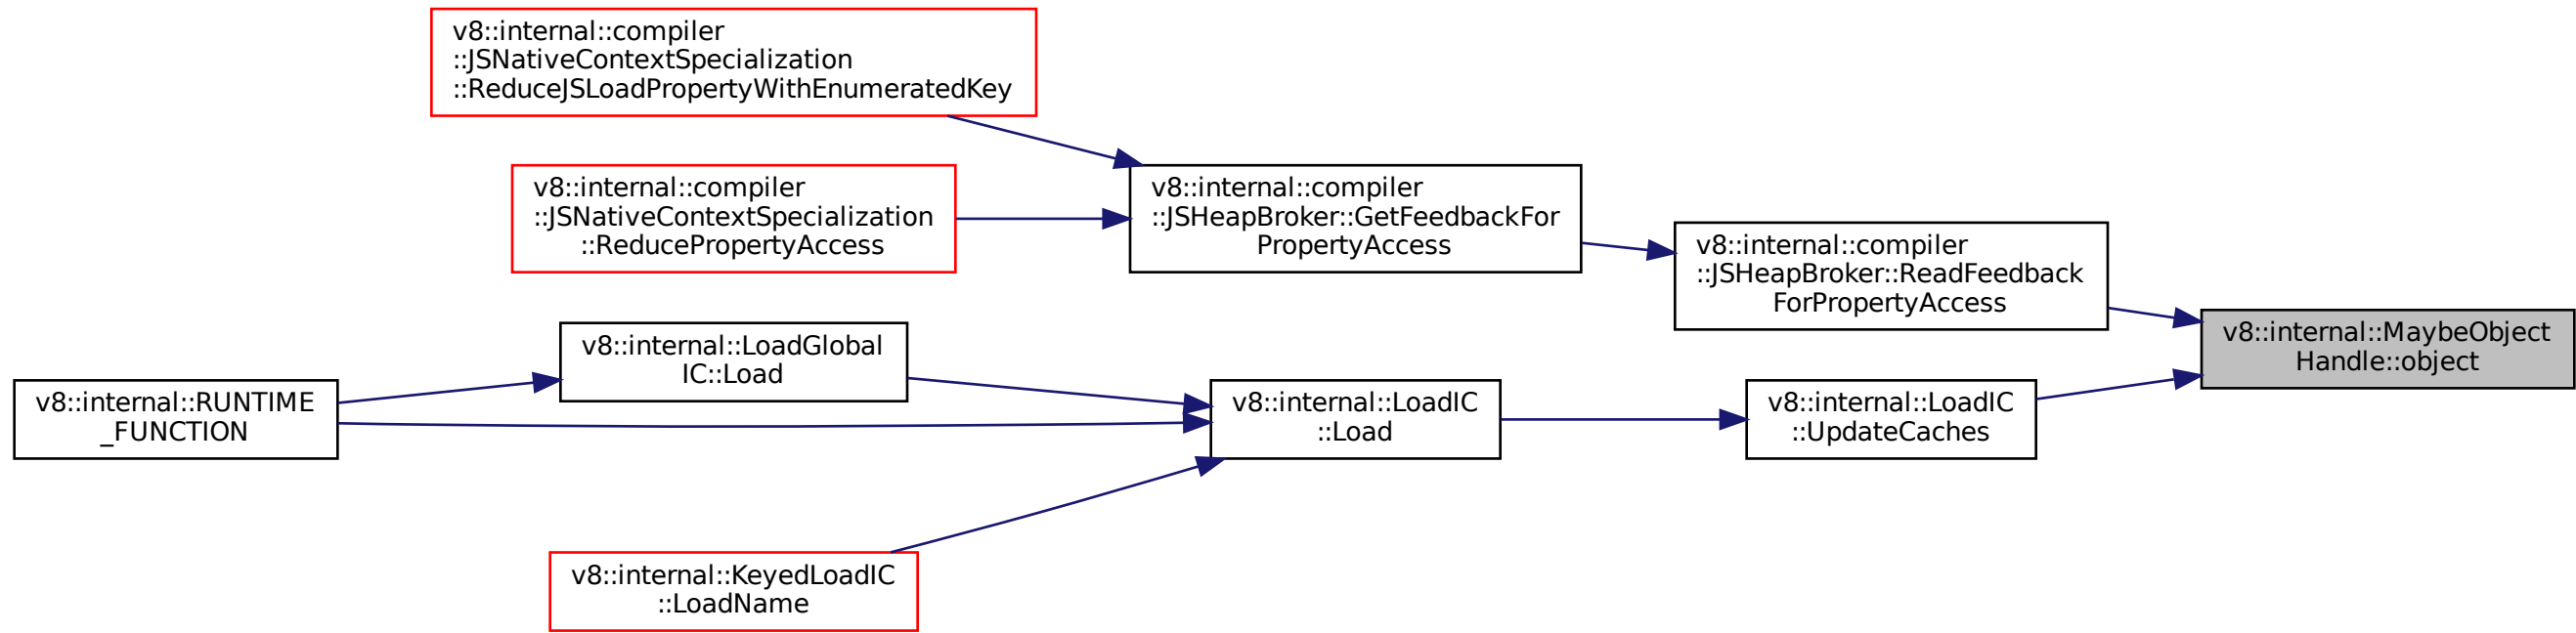 v8::internal::compiler
::JSNativeContextSpecialization
::ReduceJSLoadPropertyWithEnumeratedKey
v8::internal::compiler
::JSNativeContextSpecialization
::ReducePropertyAccess
v8::internal::compiler
::JSHeapBroker::GetFeedbackFor
PropertyAccess
v8::internal::compiler
::JSHeapBroker::ReadFeedback
ForPropertyAccess
v8::internal::MaybeObject
Handle::object
v8::internal::LoadGlobal
IC::Load
v8::internal::RUNTIME
_FUNCTION
v8::internal::LoadIC
::Load
v8::internal::LoadIC
::UpdateCaches
v8::internal::KeyedLoadIC
::LoadName